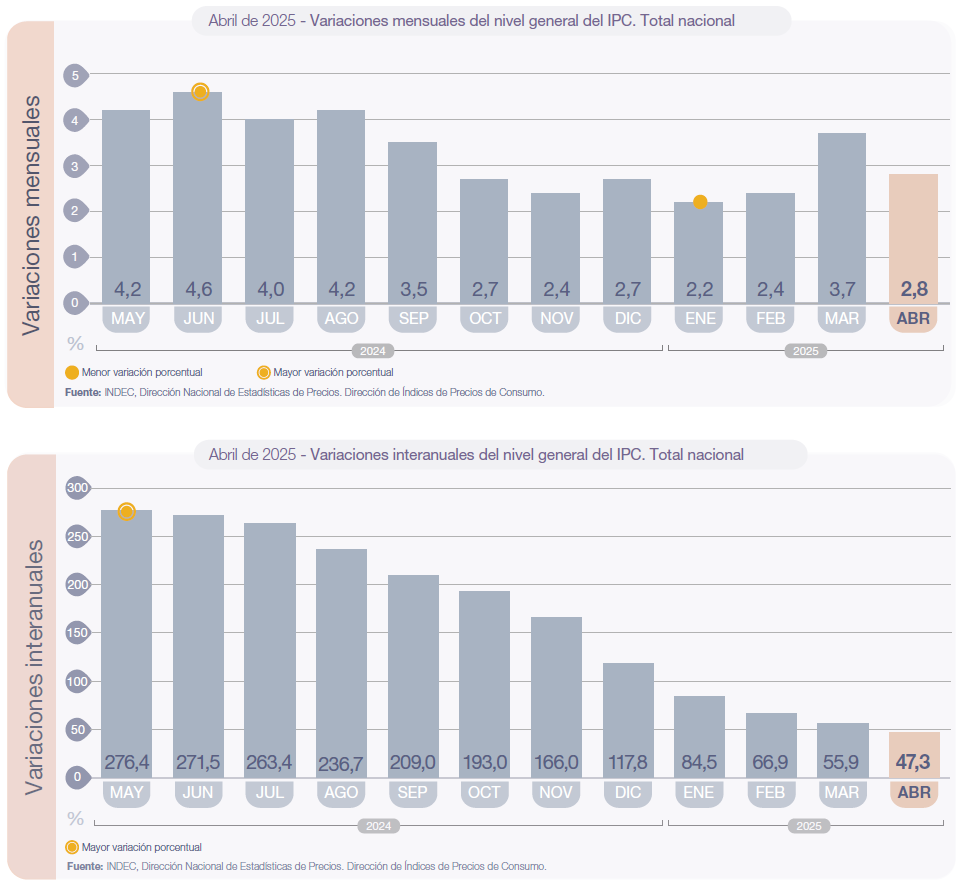 Abril de 2025 - Variaciones mensuales del nivel general del IPC. Total nacional
Variaciones mensuales
5
4
3
2
1
0
4,2 4,6 4,0 4,2 3,5 2,7 2,4 2,7 2,2 2,4 3,7 2,8
MAY JUN JUL AGO SEP OCT NOV DIC ENE FEB MAR ABR
%
2024 2025
Menor variación porcentual Mayor variación porcentual
Fuente: INDEC, Dirección Nacional de Estadísticas de Precios. Dirección de Índices de Precios de Consumo.
Abril de 2025 - Variaciones interanuales del nivel general del IPC. Total nacional
Variaciones interanuales
300
250
200
150
100
50
0
276,4 271,5 263,4 236,7 209,0 193,0 166,0 117,8 84,5 66,9 55,9 47,3
MAY JUN JUL AGO SEP OCT NOV DIC ENE FEB MAR ABR
%
2024 2025
Mayor variación porcentual
Fuente: INDEC, Dirección Nacional de Estadísticas de Precios. Dirección de Índices de Precios de Consumo.